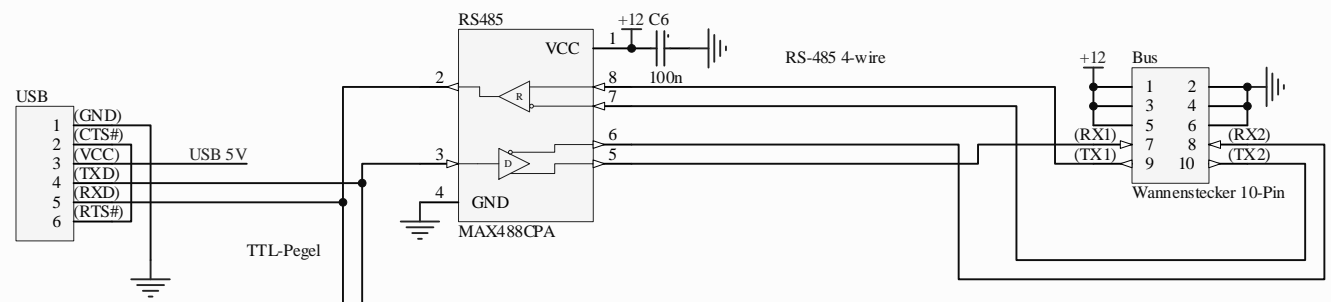 RS485
+12 C6
VCC 1
100n
RS-485 4-wire
2 8
R
7
6
3 5
D
4 GND
MAX488CPA
USB
1 (GND)
2 (CTS#)
3 (VCC) USB 5V
4 (TXD)
5 (RXD)
6 (RTS#)
TTL-Pegel
Bus
+12
1 2
3 4
5 6
(RX1) 7 8 (RX2)
(TX1) 9 10 (TX2)
Wannenstecker 10-Pin